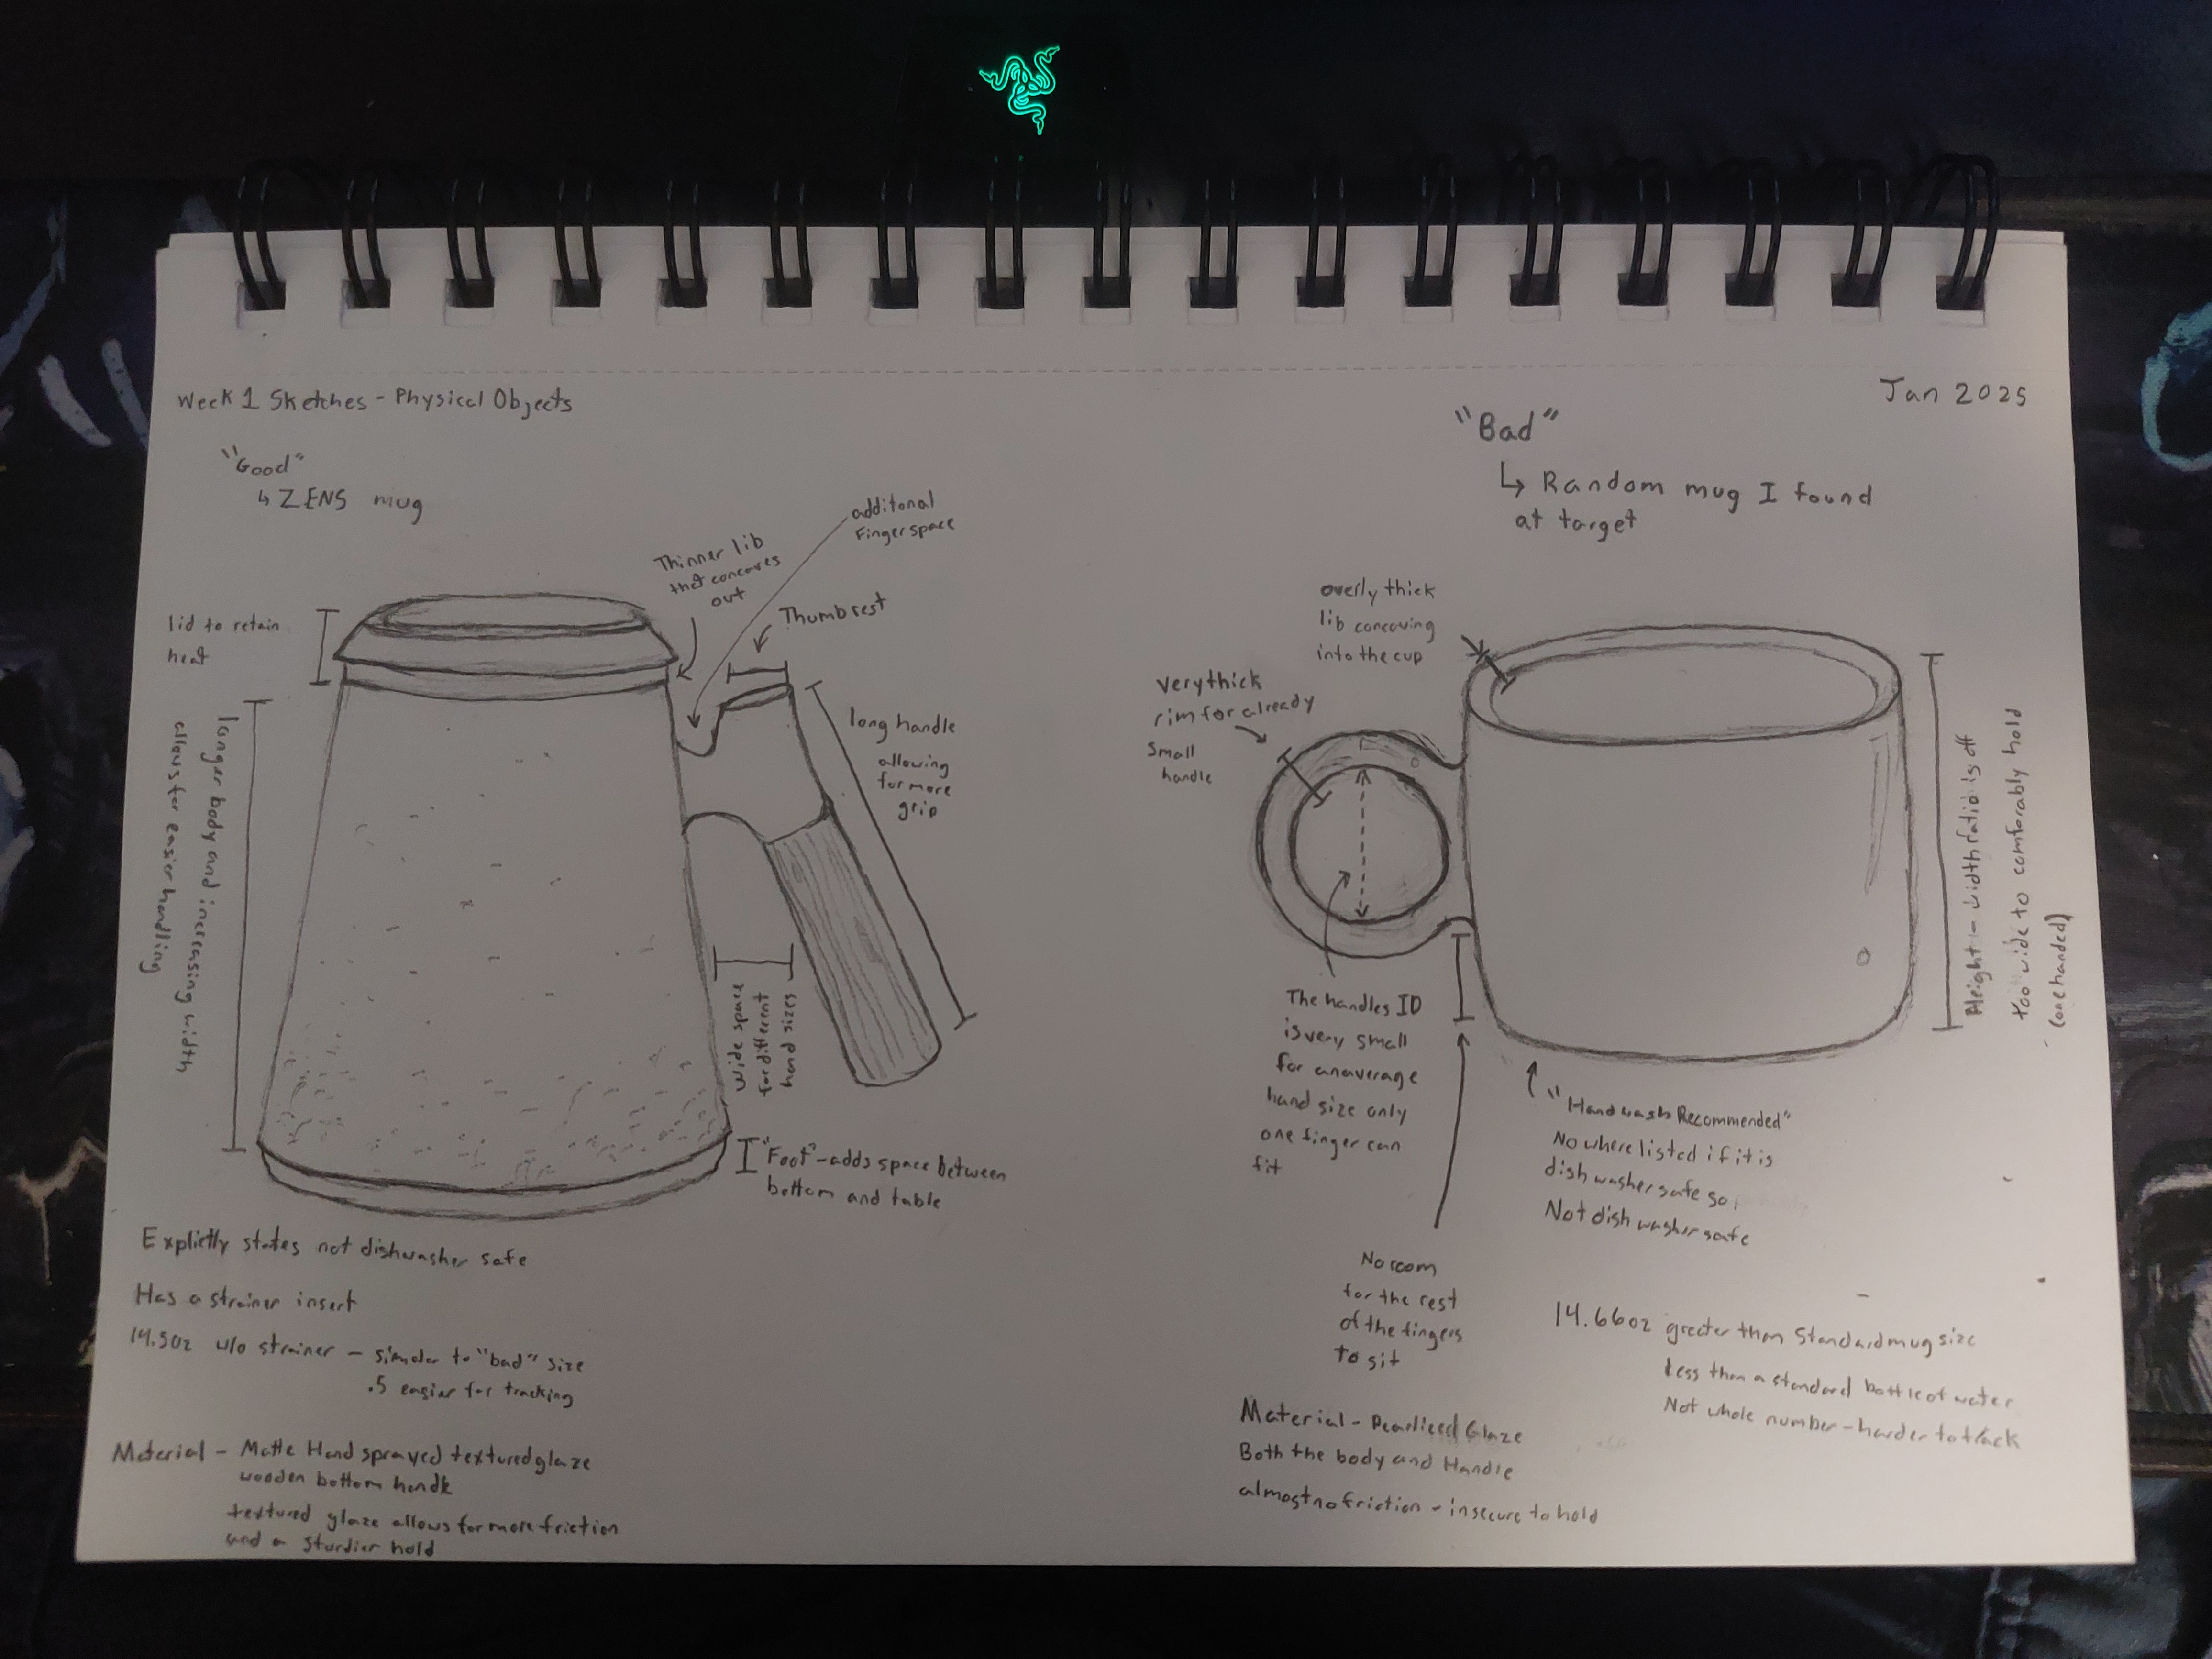 Week 1 Sketches - Physical Objects
Jan 2025
"Good"
↳ ZENS mug
lid to retain
heat
longer body and increasing width
allows for easier handling
Thinner lib
that concaves
out
Thumb rest
additional
Finger space
long handle
allowing
for more
grip
Wide space
for different
hand sizes
"Foot" - adds space between
bottom and table
Explictly states not dishwasher safe
Has a strainer insert
14.5oz w/o strainer - similar to "bad" size
.5 easier for tracking
Material - Matte Hand sprayed textured glaze
wooden bottom handle
textured glaze allows for more friction
and a sturdier hold
"Bad"
↳ Random mug I found
at target
overly thick
lib concaving
into the cup
very thick
rim for already
small
handle
The handles ID
is very small
for an average
hand size only
one finger can
fit
No room
for the rest
of the fingers
to sit
"Handwash Recommended"
No where listed if it is
dish washer safe so,
Not dishwasher safe
Height - width ratio is off
too wide to comforably hold
(one handed)
14.66oz greater than Standard mug size
less than a standard bottle of water
Not whole number - harder to track
Material - Pearlized Glaze
Both the body and Handle
almost no friction - insecure to hold